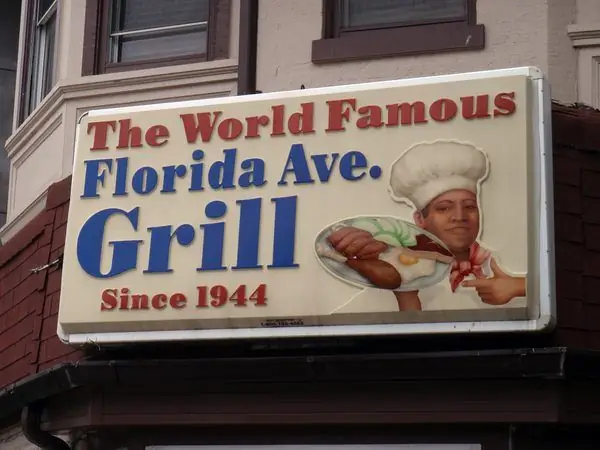 The World Famous
Florida Ave.
Grill
Since 1944